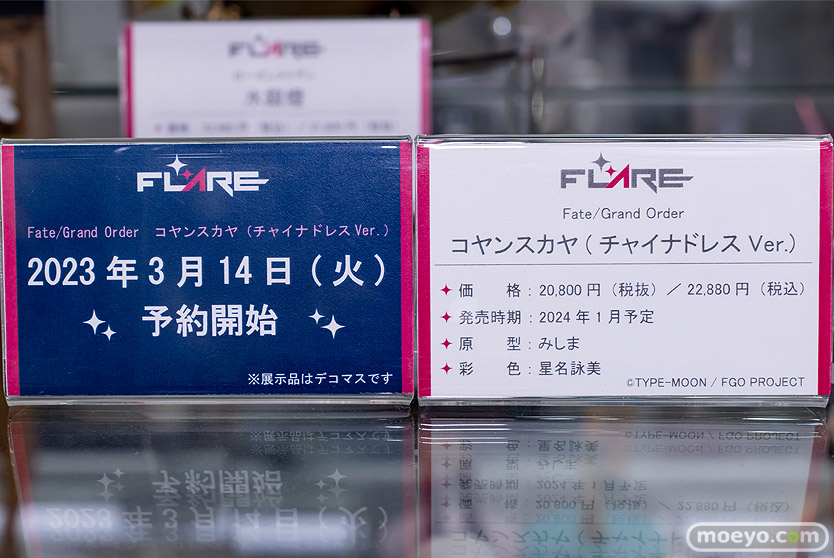 FLARE
FLARE
Fate/Grand Order コヤンスカヤ(チャイナドレスVer.)
2023年3月14日(火)
予約開始
※展示品はデコマスです
FLARE
Fate/Grand Order
コヤンスカヤ(チャイナドレスVer.)
価 格:20,800円(税抜)/22,880円(税込)
発売時期:2024年1月予定
原 型:みしま
彩 色:星名詠美
©TYPE-MOON / FGO PROJECT
moeyo.com